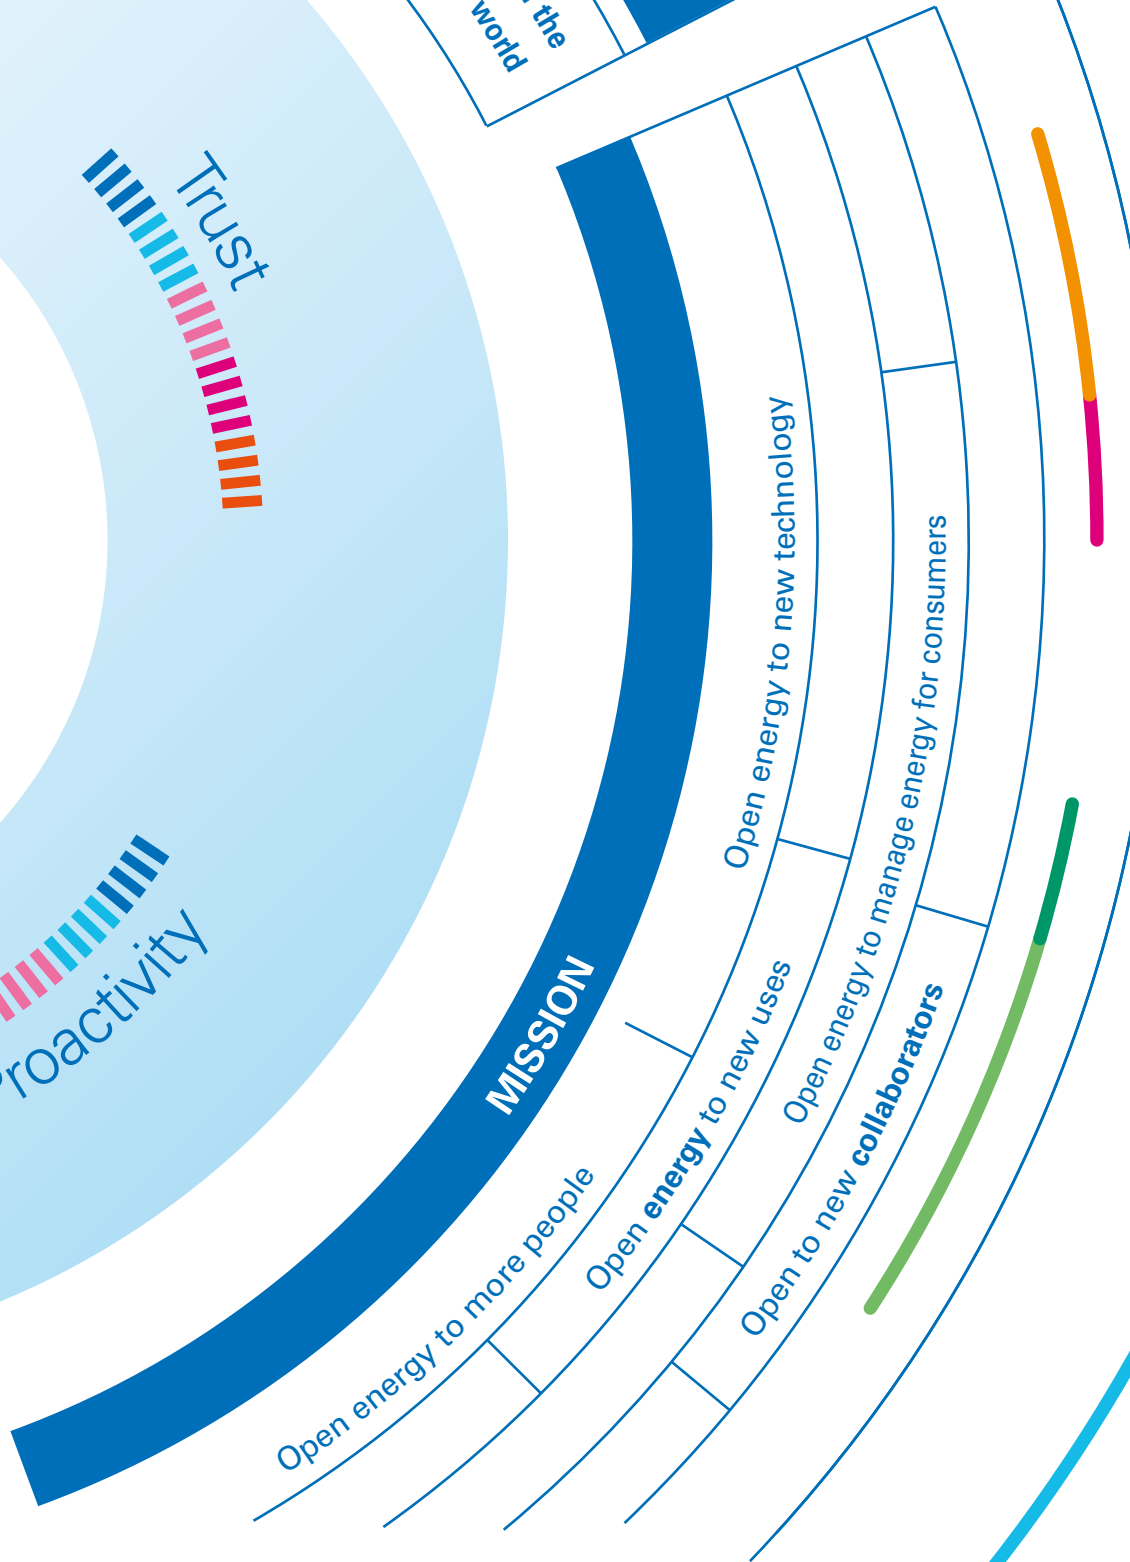 the
world
Trust
Proactivity
MISSION
Open energy to new technology
Open energy to more people
Open energy to new uses
Open energy to manage energy for consumers
Open to new collaborators